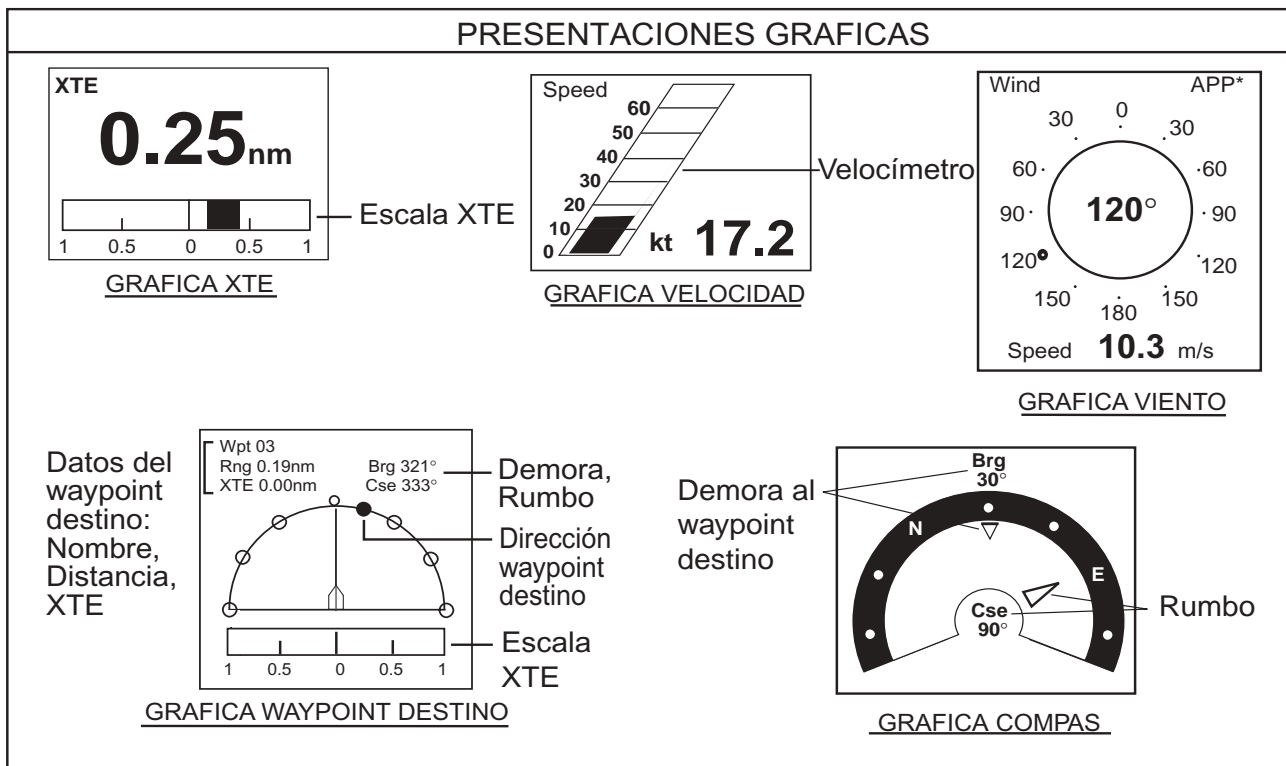 PRESENTACIONES GRAFICAS
XTE
0.25nm
1 0.5 0 0.5 1
Escala XTE
GRAFICA XTE
Speed
60
50
40
30
20
10
0
kt 17.2
Velocímetro
GRAFICA VELOCIDAD
Wind APP*
0
30 30
60 60
90 90
120°
120 120
150 150
180
Speed 10.3 m/s
GRAFICA VIENTO
Datos del
waypoint
destino:
Nombre,
Distancia,
XTE
Wpt 03
Rng 0.19nm
XTE 0.00nm
Brg 321°
Cse 333°
Demora,
Rumbo
Dirección
waypoint
destino
1 0.5 0 0.5 1
Escala
XTE
GRAFICA WAYPOINT DESTINO
Demora al
waypoint
destino
Brg
30°
N
E
Cse
90°
Rumbo
GRAFICA COMPAS